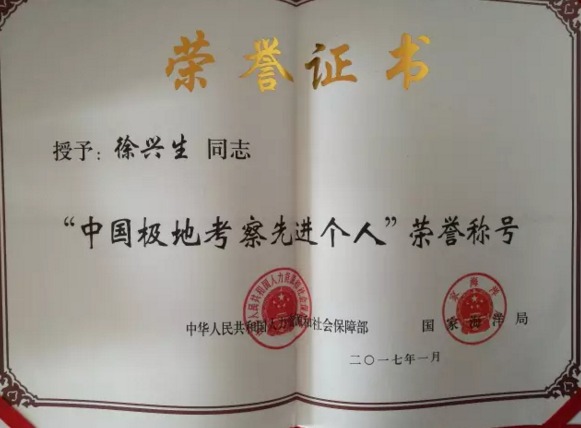 荣誉证书
授予：徐兴生 同志
“中国极地考察先进个人”荣誉称号
中华人民共和国人力资源和社会保障部
国家海洋局
二〇一七年一月